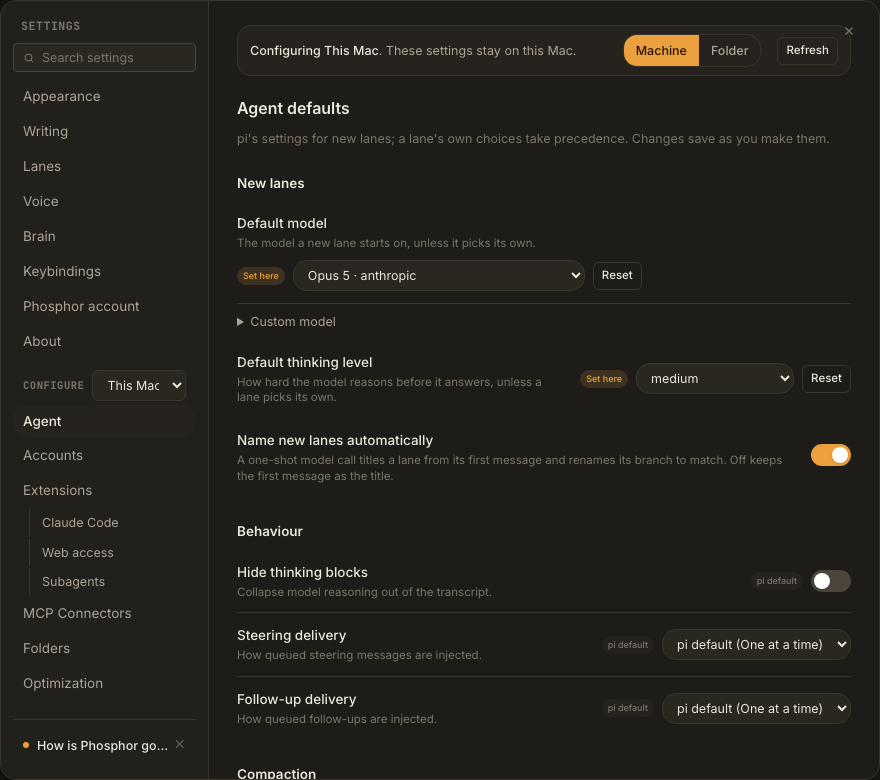 SETTINGS
Search settings
Appearance
Writing
Lanes
Voice
Brain
Keybindings
Phosphor account
About
CONFIGURE This Mac
Agent
Accounts
Extensions
Claude Code
Web access
Subagents
MCP Connectors
Folders
Optimization
How is Phosphor go...
Configuring This Mac. These settings stay on this Mac.
Machine Folder Refresh
Agent defaults
pi's settings for new lanes; a lane's own choices take precedence. Changes save as you make them.
New lanes
Default model
The model a new lane starts on, unless it picks its own.
Set here Opus 5 · anthropic Reset
Custom model
Default thinking level
How hard the model reasons before it answers, unless a
lane picks its own.
Set here medium Reset
Name new lanes automatically
A one-shot model call titles a lane from its first message and renames its branch to match. Off keeps
the first message as the title.
Behaviour
Hide thinking blocks
Collapse model reasoning out of the transcript.
pi default
Steering delivery
How queued steering messages are injected.
pi default pi default (One at a time)
Follow-up delivery
How queued follow-ups are injected.
pi default pi default (One at a time)
Compaction